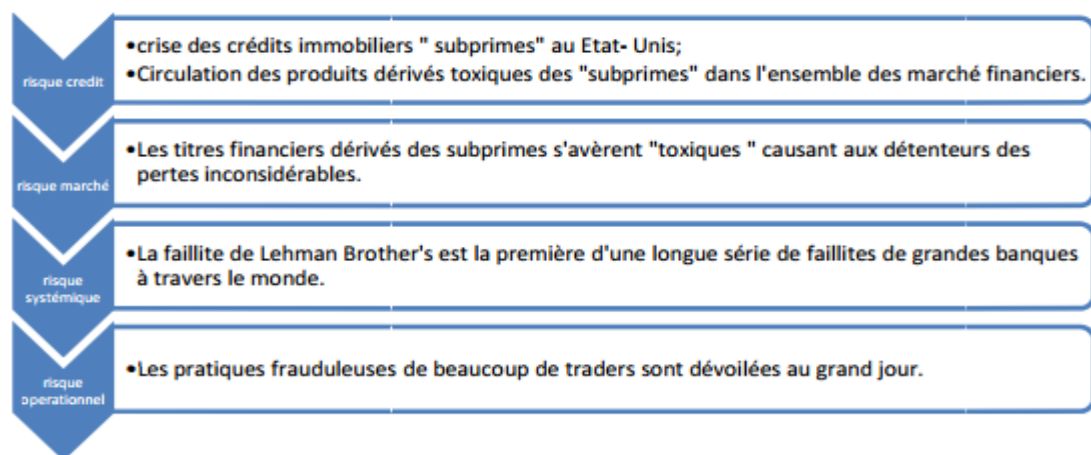 risque credit
•crise des crédits immobiliers " subprimes" au Etat- Unis;
•Circulation des produits dérivés toxiques des "subprimes" dans l'ensemble des marché financiers.
risque marché
•Les titres financiers dérivés des subprimes s'avèrent "toxiques " causant aux détenteurs des
pertes inconsidérables.
risque
systémique
•La faillite de Lehman Brother's est la première d'une longue série de faillites de grandes banques
à travers le monde.
risque
operationnel
•Les pratiques frauduleuses de beaucoup de traders sont dévoilées au grand jour.